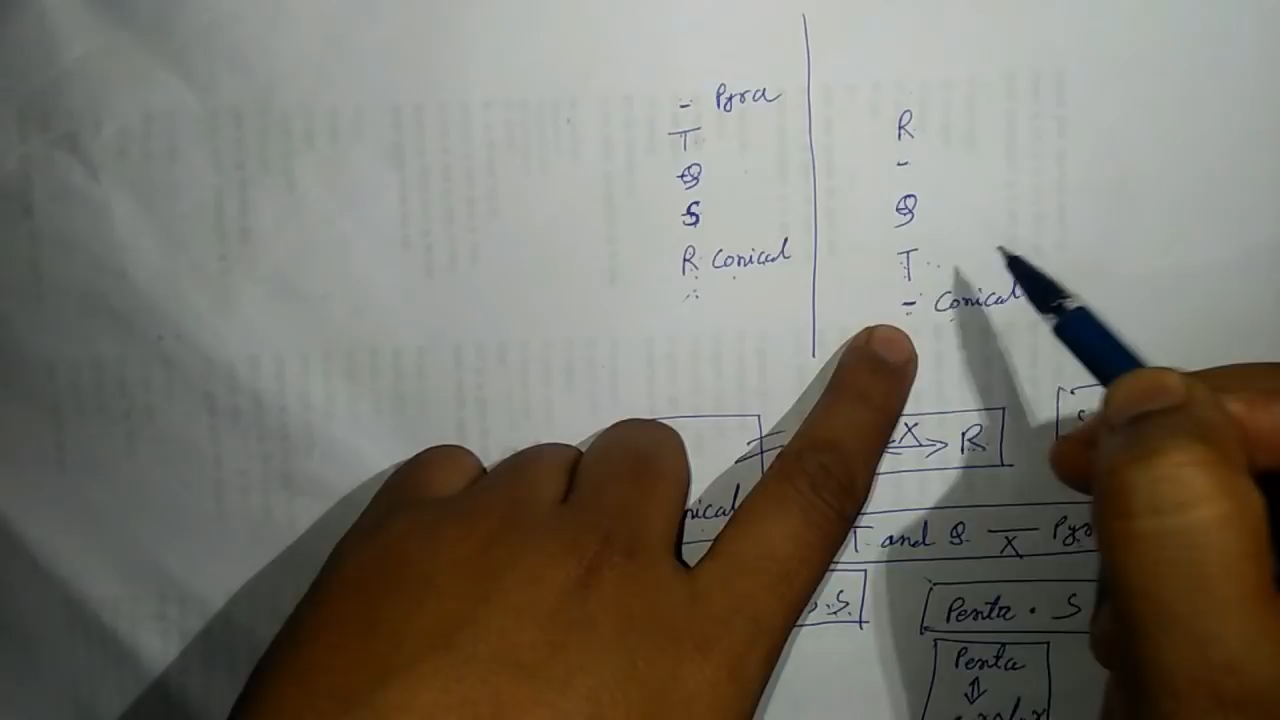 - Pyra
T
Q
S
R Conical
R
-
Q
T
- Conical
X
R
nical
T and Q X Pyr
S
Penta . S
Penta